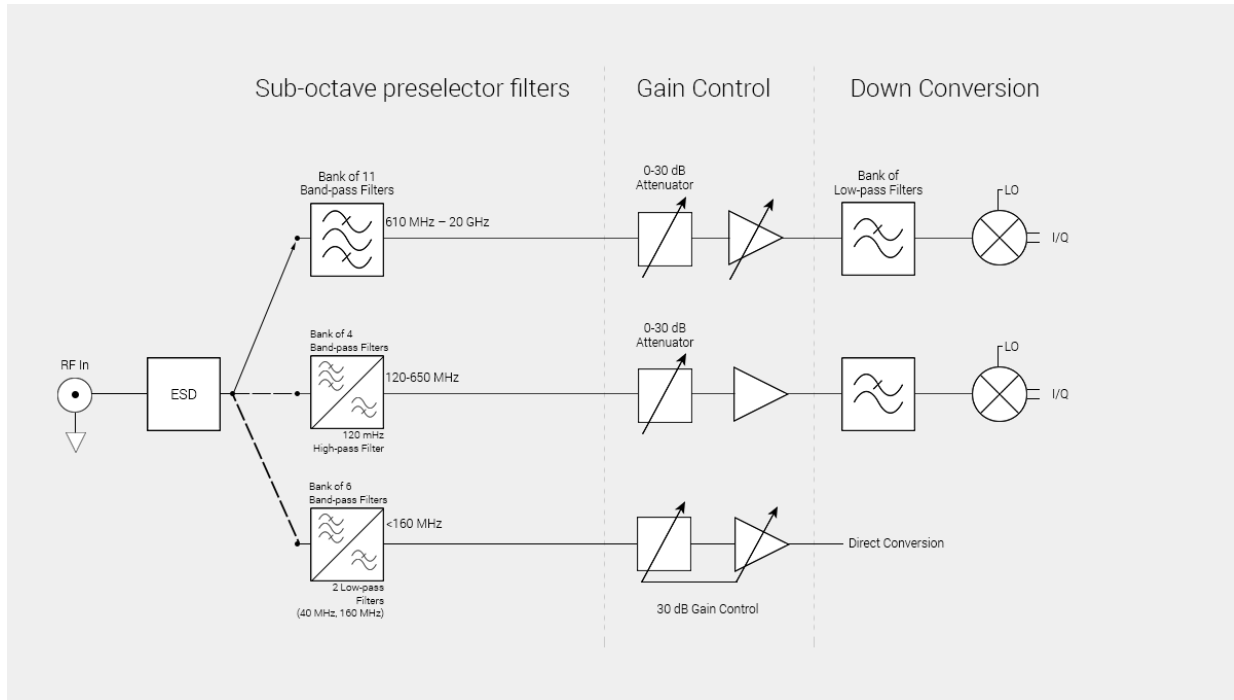 Sub-octave preselector filters
Gain Control
Down Conversion
Bank of 11
Band-pass Filters
610 MHz – 20 GHz
0-30 dB
Attenuator
Bank of
Low-pass Filters
LO
I/Q
RF In
ESD
Bank of 4
Band-pass Filters
120-650 MHz
120 mHz
High-pass Filter
0-30 dB
Attenuator
LO
I/Q
Bank of 6
Band-pass Filters
<160 MHz
2 Low-pass
Filters
(40 MHz, 160 MHz)
30 dB Gain Control
Direct Conversion